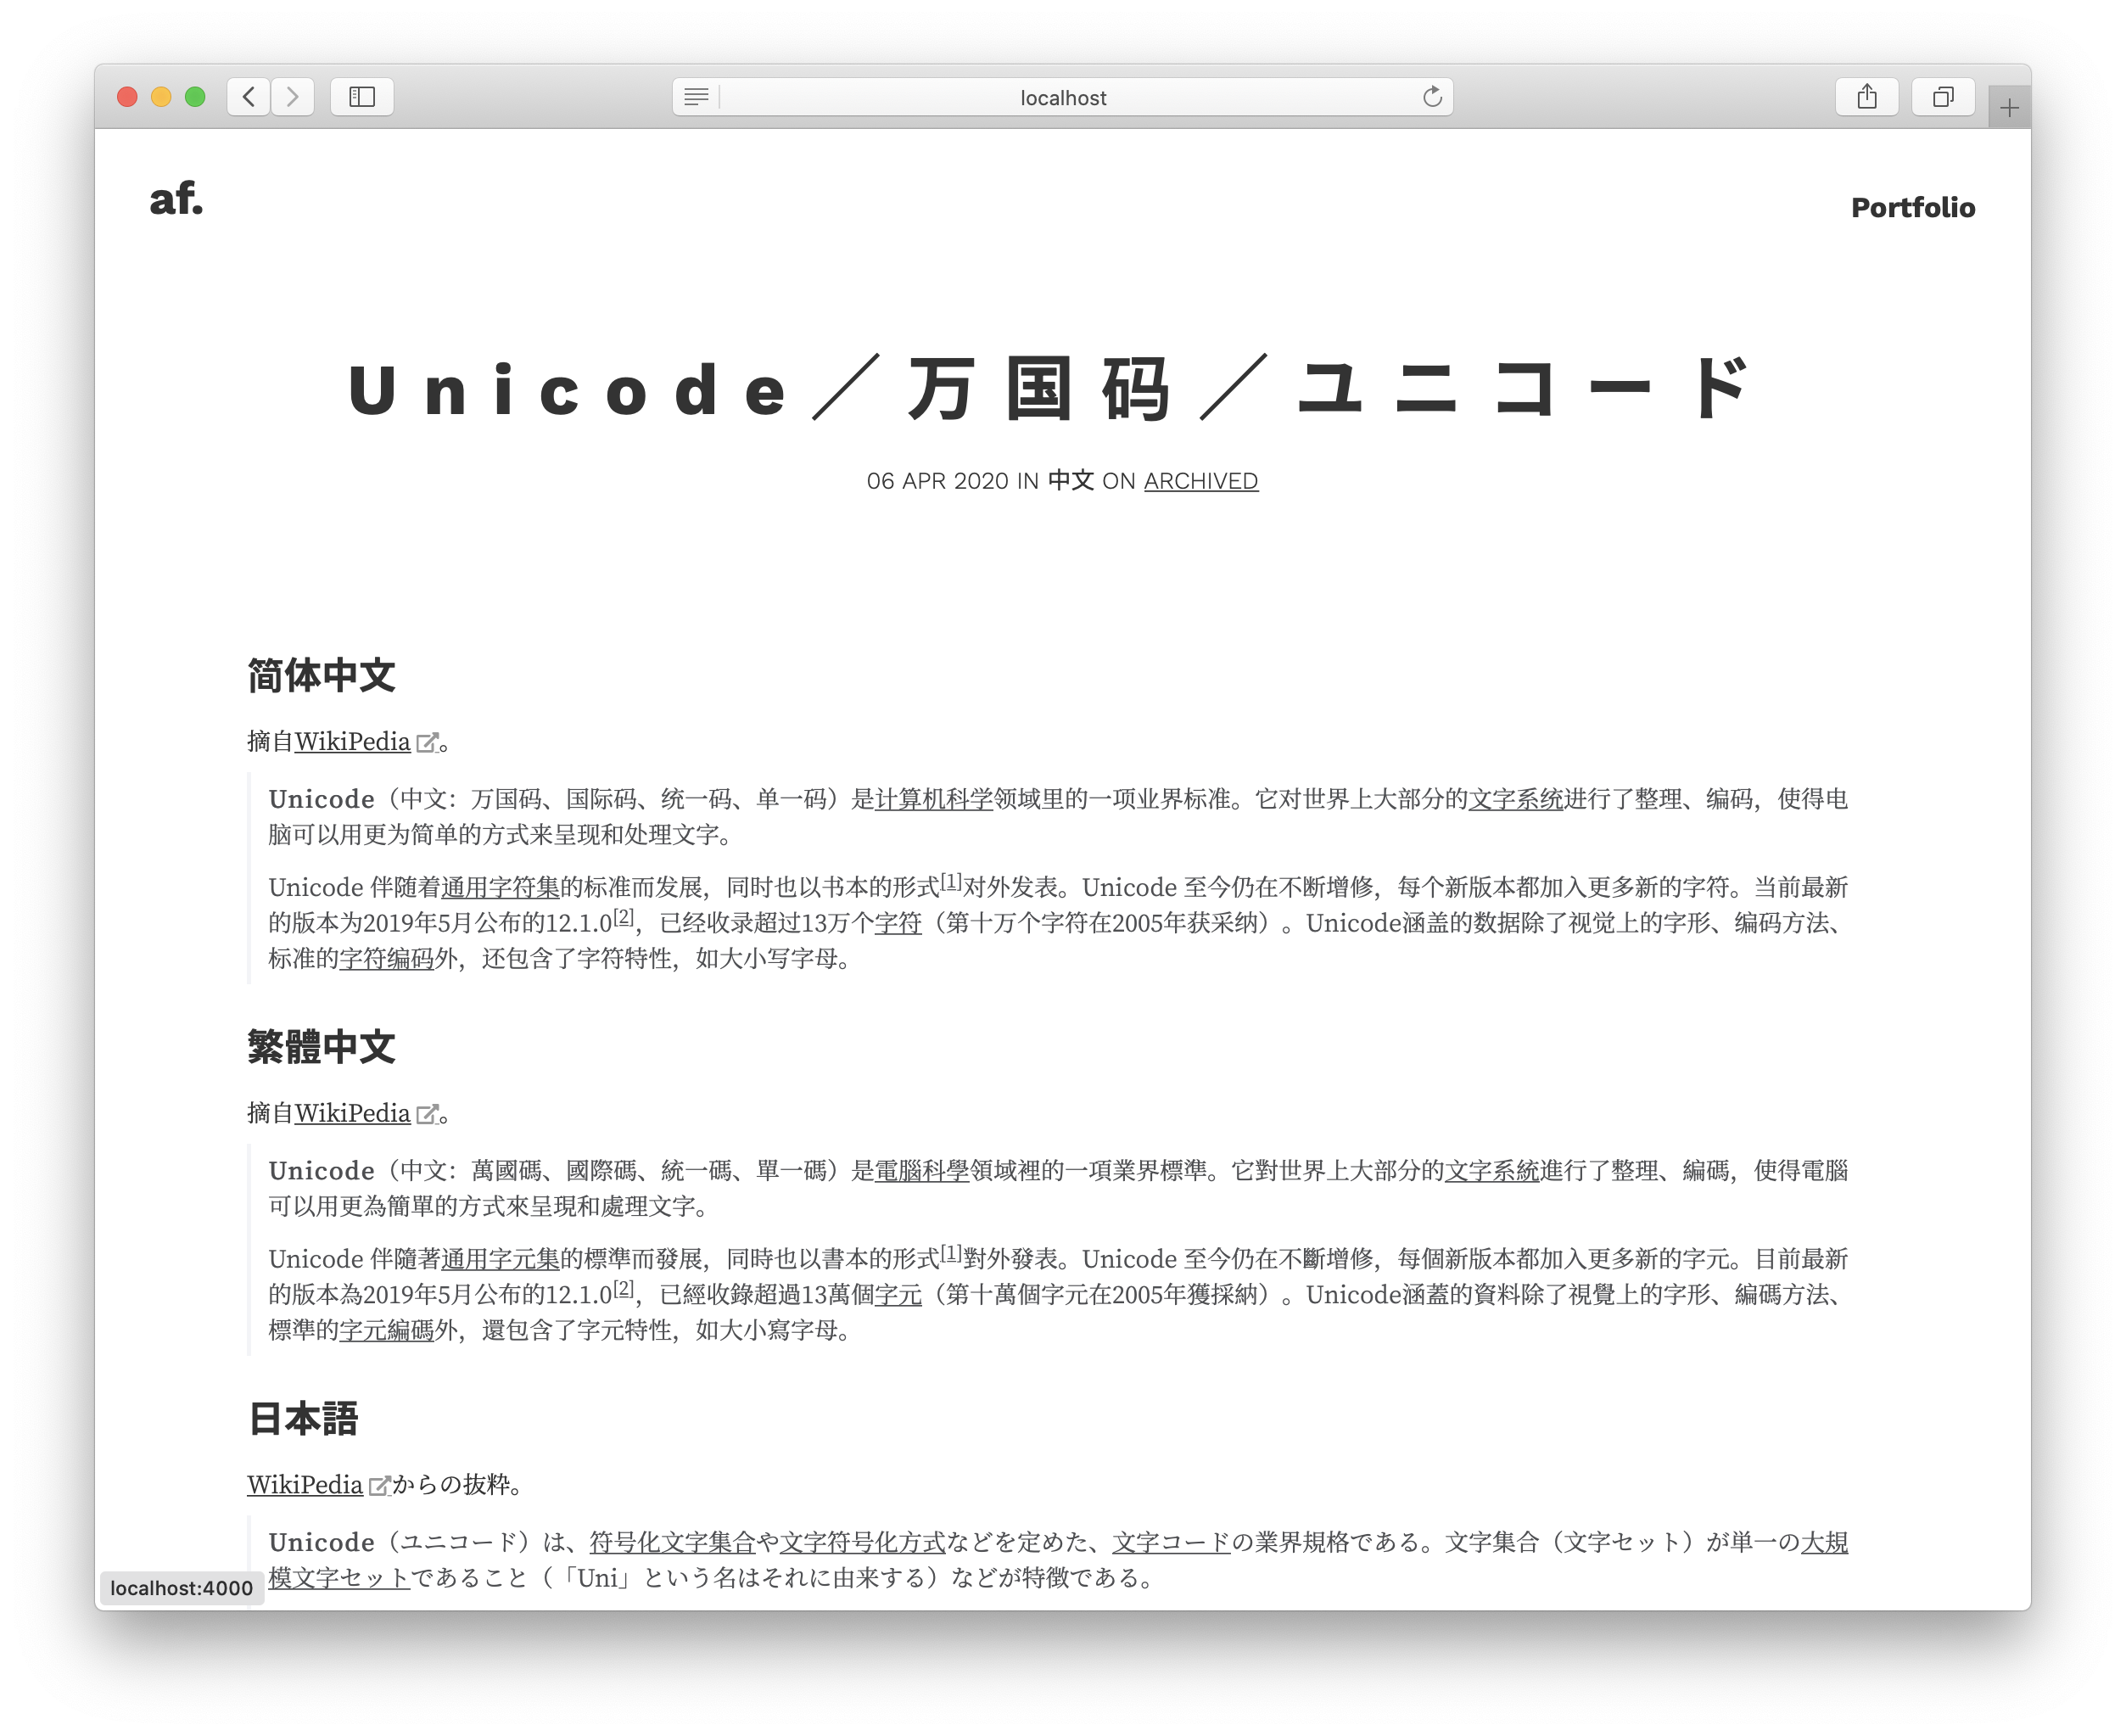 localhost
af.
Portfolio
Unicode／万国码／ユニコード
06 APR 2020 IN 中文 ON ARCHIVED
简体中文
摘自WikiPedia。
Unicode（中文：万国码、国际码、统一码、单一码）是计算机科学领域里的一项业界标准。它对世界上大部分的文字系统进行了整理、编码，使得电
脑可以用更为简单的方式来呈现和处理文字。
Unicode 伴随着通用字符集的标准而发展，同时也以书本的形式[1]对外发表。Unicode 至今仍在不断增修，每个新版本都加入更多新的字符。当前最新
的版本为2019年5月公布的12.1.0[2]，已经收录超过13万个字符（第十万个字符在2005年获采纳）。Unicode涵盖的数据除了视觉上的字形、编码方法、
标准的字符编码外，还包含了字符特性，如大小写字母。
繁體中文
摘自WikiPedia。
Unicode（中文：萬國碼、國際碼、統一碼、單一碼）是電腦科學領域裡的一項業界標準。它對世界上大部分的文字系統進行了整理、編碼，使得電腦
可以用更為簡單的方式來呈現和處理文字。
Unicode 伴隨著通用字元集的標準而發展，同時也以書本的形式[1]對外發表。Unicode 至今仍在不斷增修，每個新版本都加入更多新的字元。目前最新
的版本為2019年5月公布的12.1.0[2]，已經收錄超過13萬個字元（第十萬個字元在2005年獲採納）。Unicode涵蓋的資料除了視覺上的字形、編碼方法、
標準的字元編碼外，還包含了字元特性，如大小寫字母。
日本語
WikiPediaからの抜粋。
Unicode（ユニコード）は、符号化文字集合や文字符号化方式などを定めた、文字コードの業界規格である。文字集合（文字セット）が単一の大規
模文字セットであること（「Uni」という名はそれに由来する）などが特徴である。
localhost:4000